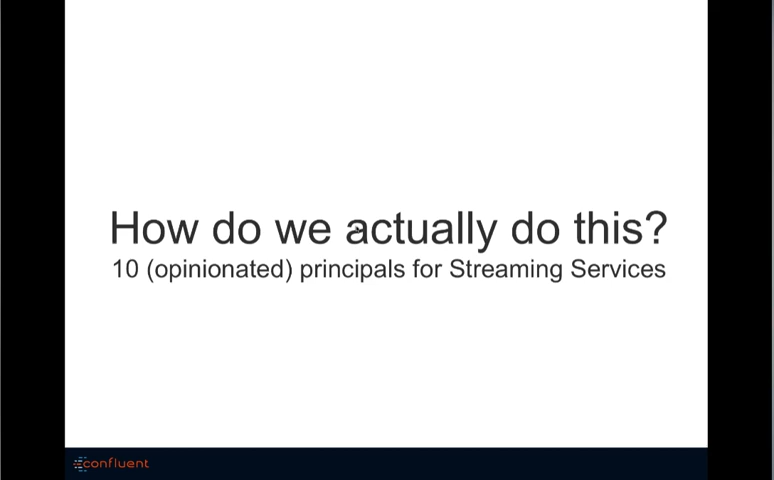 How do we actually do this?
10 (opinionated) principals for Streaming Services
confluent